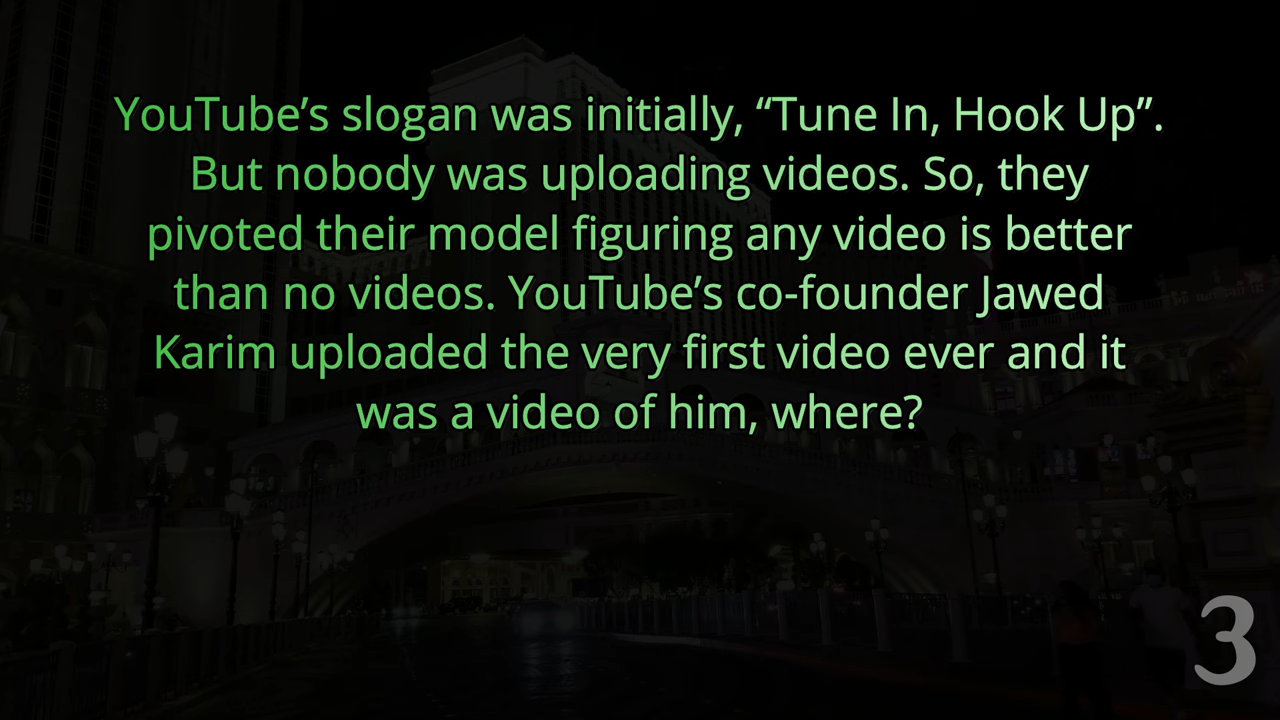 YouTube’s slogan was initially, “Tune In, Hook Up”.
But nobody was uploading videos. So, they
pivoted their model figuring any video is better
than no videos. YouTube’s co-founder Jawed
Karim uploaded the very first video ever and it
was a video of him, where?
3